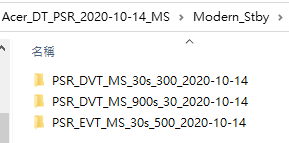 Acer_DT_PSR_2020-10-14_MS > Modern_Stby
名稱
PSR_DVT_MS_30s_300_2020-10-14
PSR_DVT_MS_900s_30_2020-10-14
PSR_EVT_MS_30s_500_2020-10-14